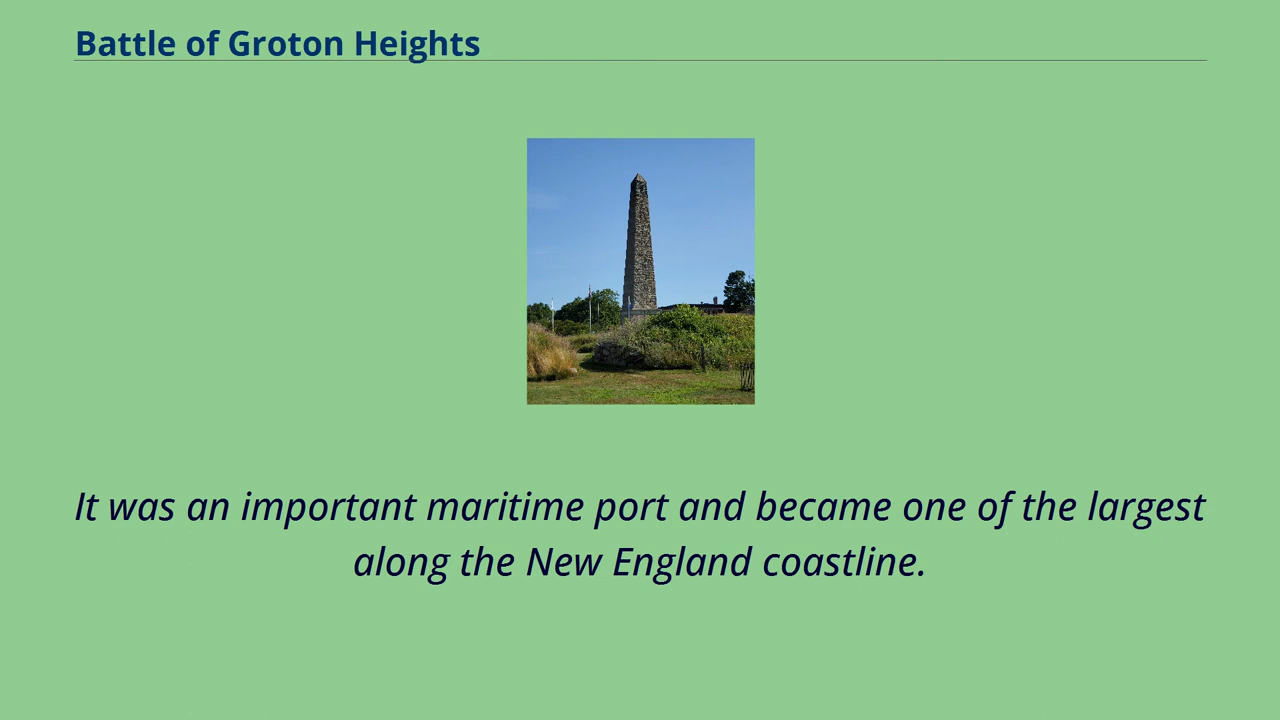 Battle of Groton Heights
It was an important maritime port and became one of the largest
along the New England coastline.